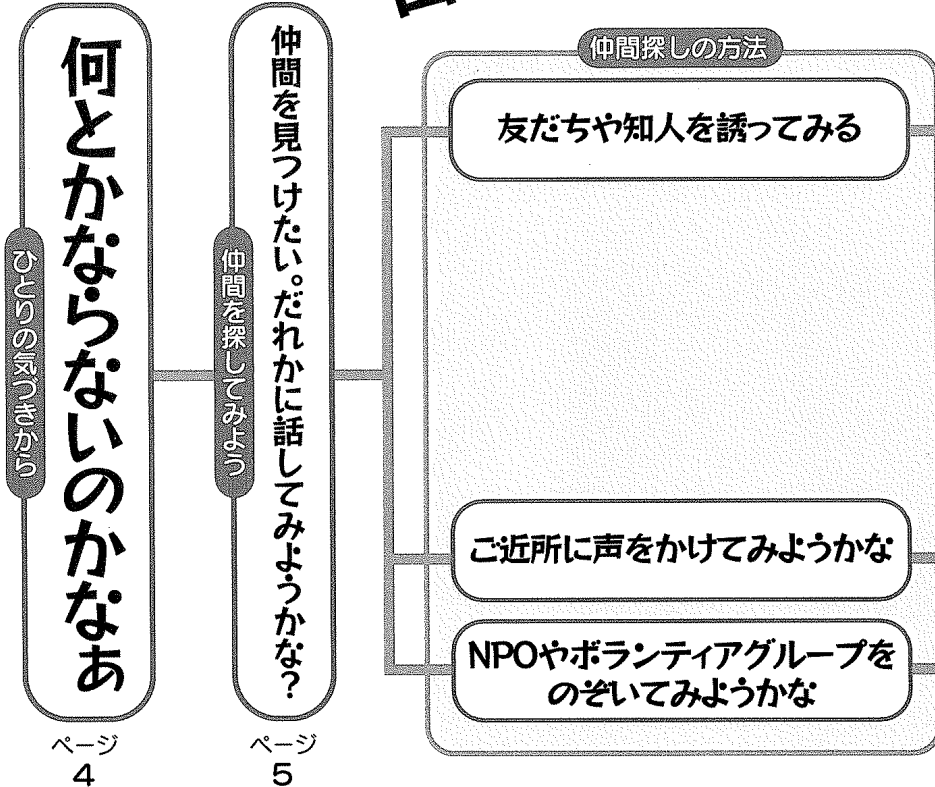 何とかならないのかなぁ
ひとりの気づきから
ページ
4
仲間を見つけたい。だれかに話してみようかな?
仲間を探してみよう
ページ
5
仲間探しの方法
友だちや知人を誘ってみる
ご近所に声をかけてみようかな
NPOやボランティアグループを
のぞいてみようかな